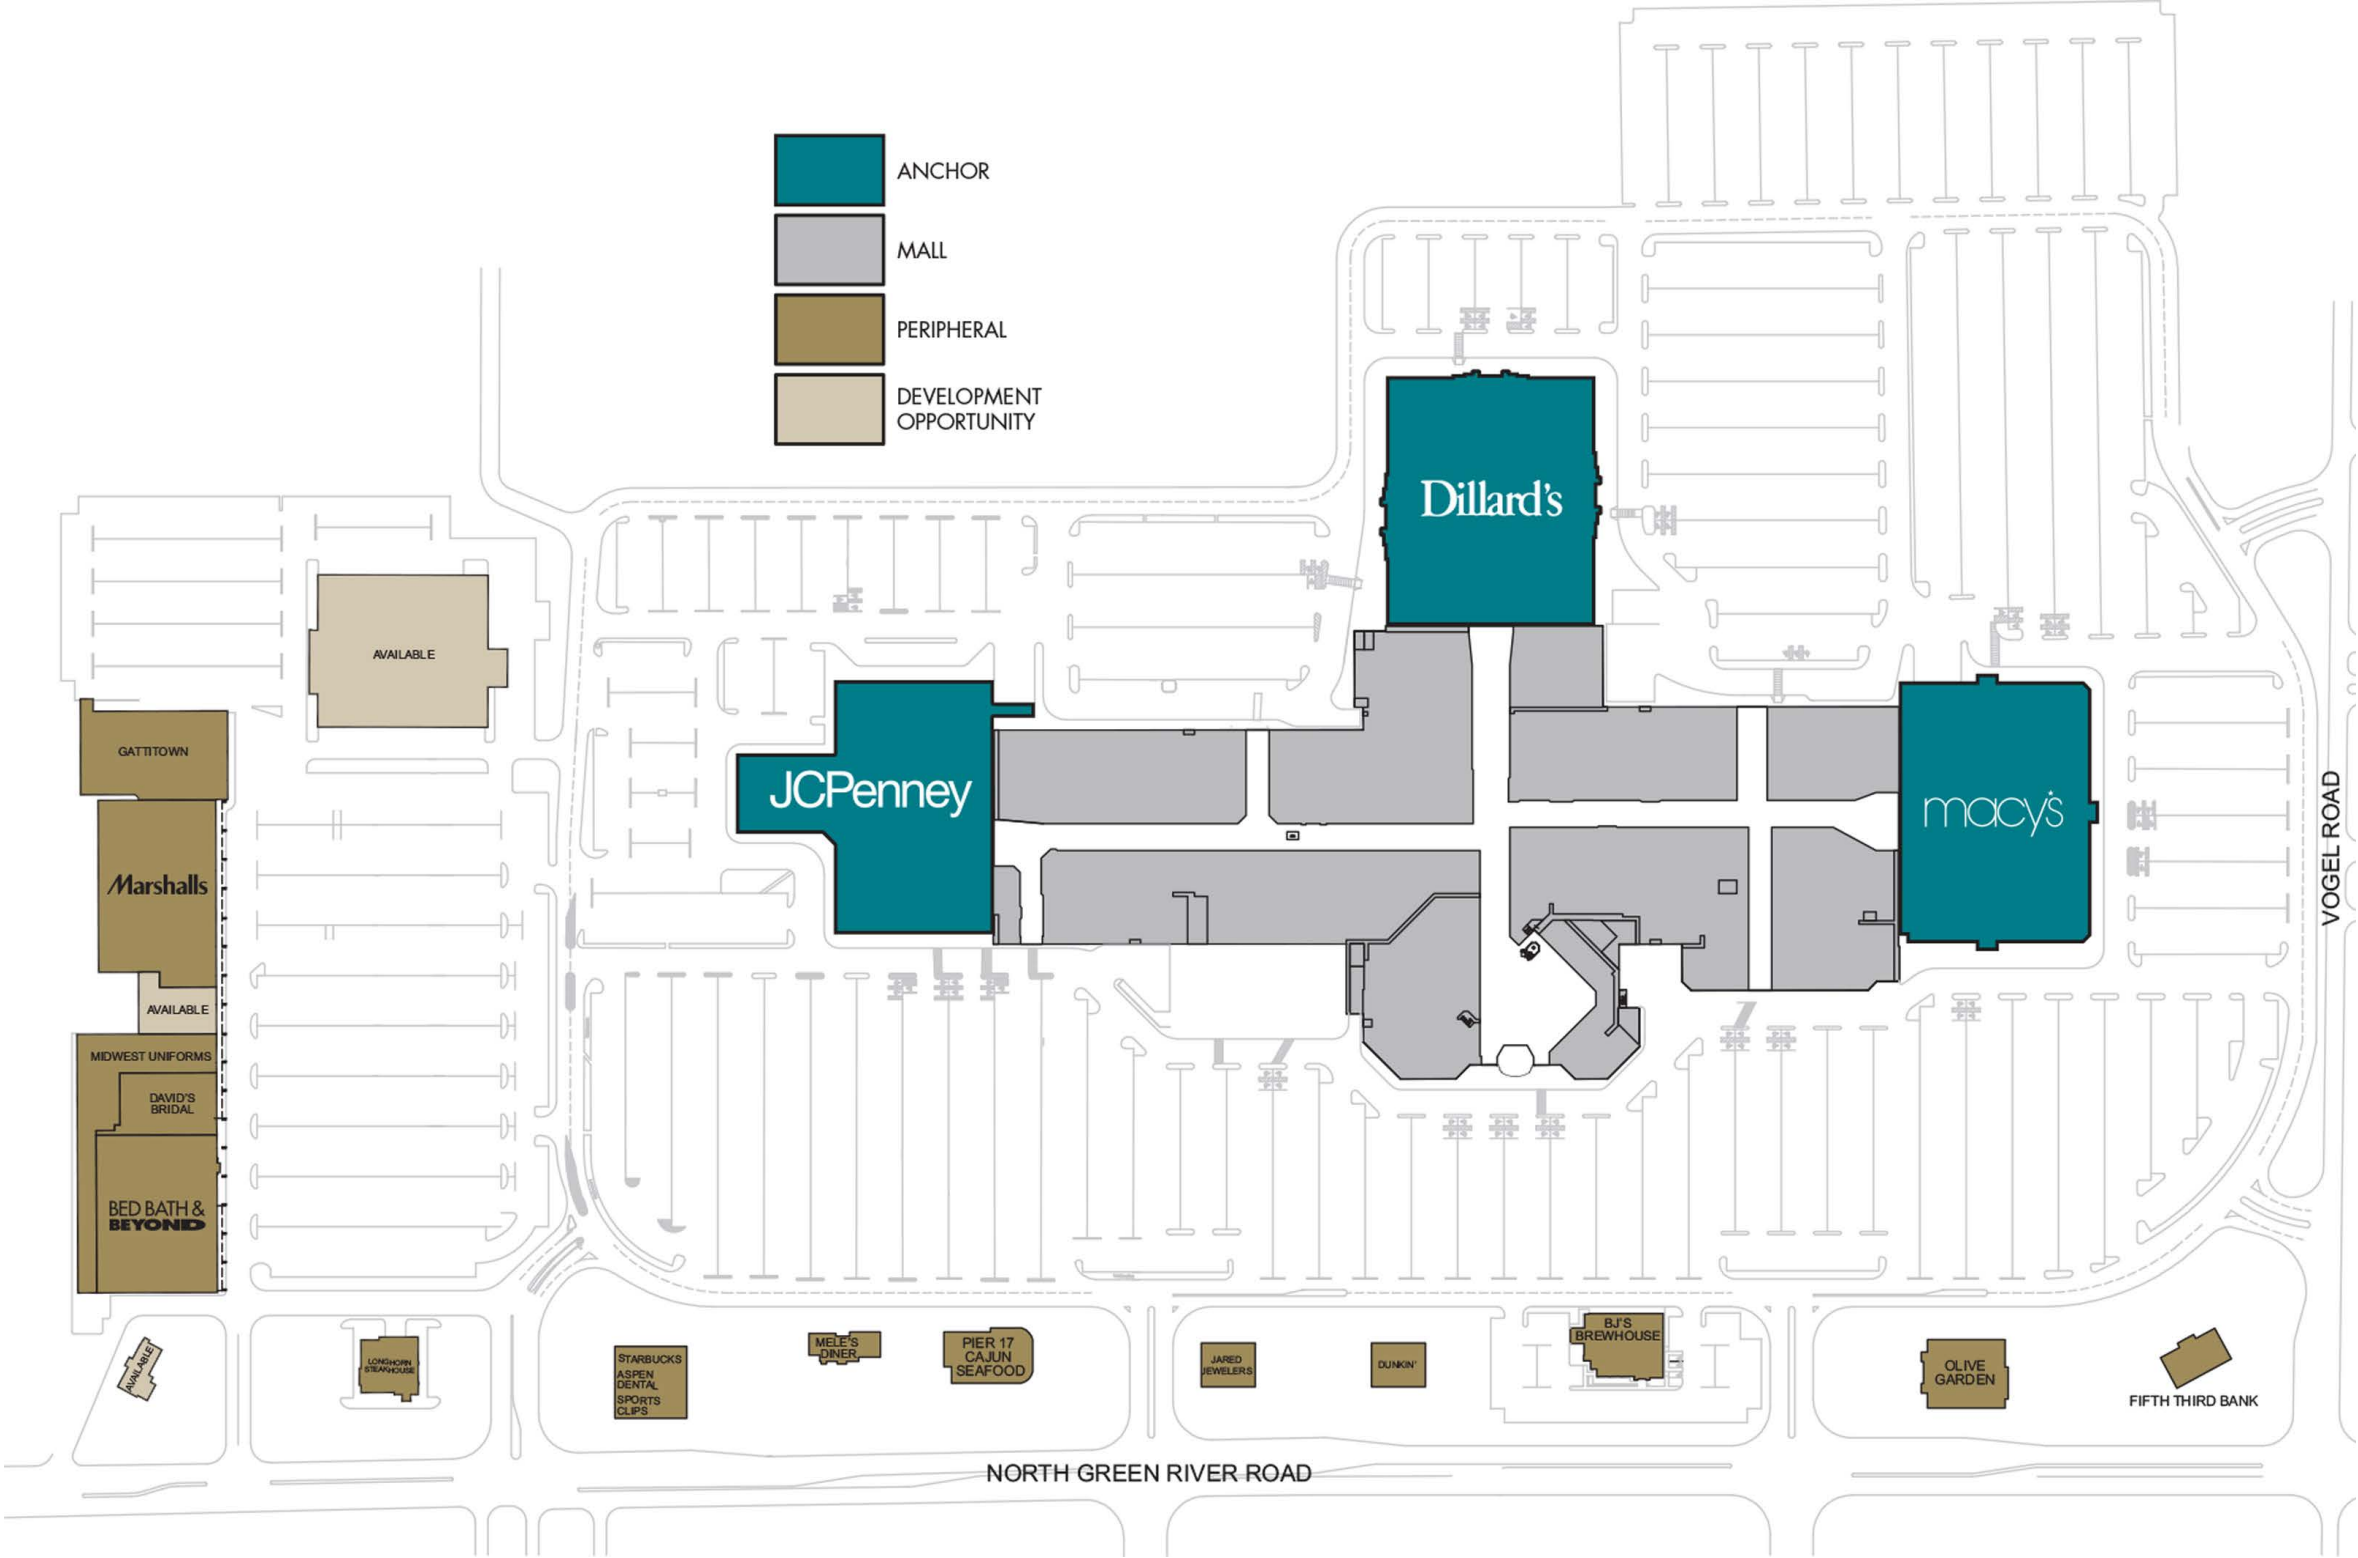 ANCHOR
MALL
PERIPHERAL
DEVELOPMENT
OPPORTUNITY
Dillard's
AVAILABLE
GATTITOWN
JCPenney
macy's
VOGEL ROAD
Marshalls
AVAILABLE
MIDWEST UNIFORMS
DAVID'S
BRIDAL
BED BATH &
BEYOND
AVAILABLE
LONGHORN
STEAKHOUSE
STARBUCKS
ASPEN
DENTAL
SPORTS
CLIPS
MELE'S
DINER
PIER 17
CAJUN
SEAFOOD
JARED
JEWELERS
DUNKIN'
BJ'S
BREWHOUSE
OLIVE
GARDEN
FIFTH THIRD BANK
NORTH GREEN RIVER ROAD